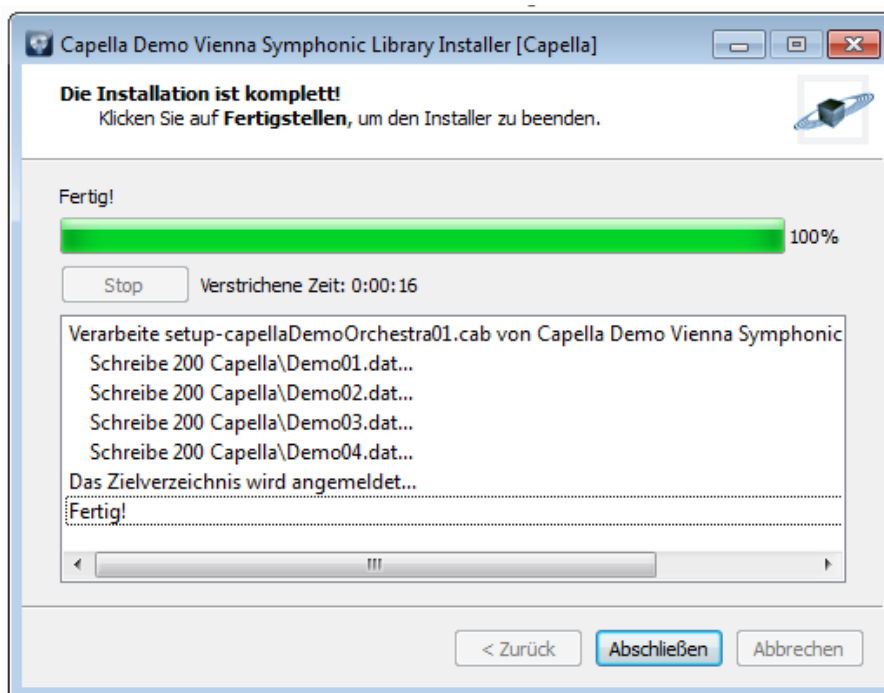 Capella Demo Vienna Symphonic Library Installer [Capella]
Die Installation ist komplett!
Klicken Sie auf Fertigstellen, um den Installer zu beenden.
Fertig!
100%
Stop Verstrichene Zeit: 0:00:16
Verarbeite setup-capellaDemoOrchestra01.cab von Capella Demo Vienna Symphonic
Schreibe 200 Capella\Demo01.dat...
Schreibe 200 Capella\Demo02.dat...
Schreibe 200 Capella\Demo03.dat...
Schreibe 200 Capella\Demo04.dat...
Das Zielverzeichnis wird angemeldet...
Fertig!
< Zurück Abschließen Abbrechen